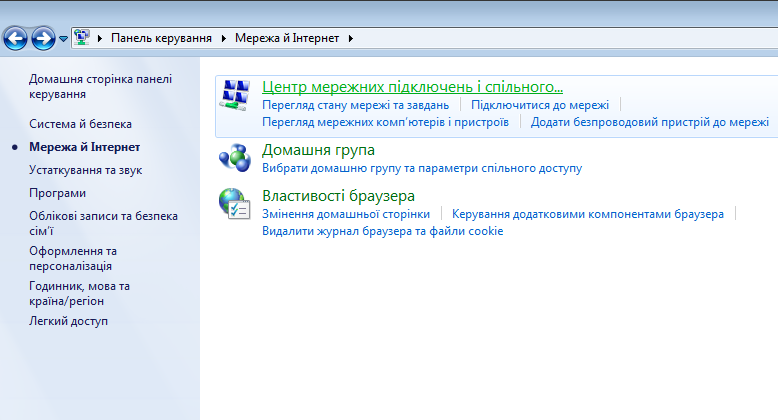 Панель керування Мережа й Інтернет
Домашня сторінка панелі
керування
Система й безпека
Мережа й Інтернет
Устаткування та звук
Програми
Облікові записи та безпека
сім'ї
Оформлення та
персоналізація
Годинник, мова та
країна/регіон
Легкий доступ
Центр мережних підключень і спільного...
Перегляд стану мережі та завдань Підключитися до мережі
Перегляд мережних комп'ютерів і пристроїв Додати безпроводовий пристрій до мережі
Домашня група
Вибрати домашню групу та параметри спільного доступу
Властивості браузера
Змінення домашньої сторінки Керування додатковими компонентами браузера
Видалити журнал браузера та файли cookie